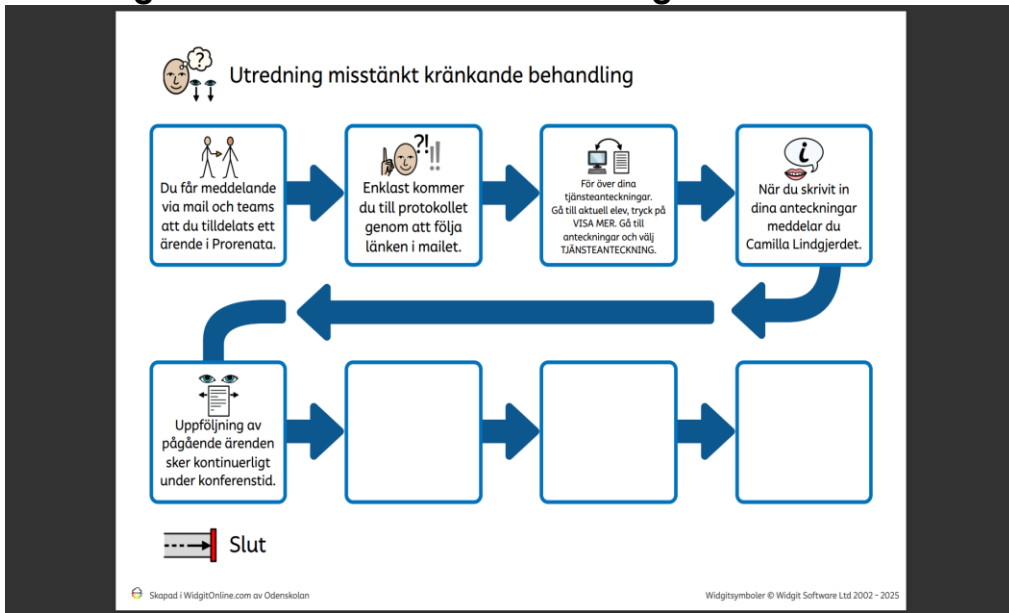 Utredning misstänkt kränkande behandling
?
Du får meddelande
via mail och teams
att du tilldelats ett
ärende i Prorenata.
?!
!!
Enklast kommer
du till protokollet
genom att följa
länken i mailet.
För över dina
tjänsteanteckningar.
Gå till aktuell elev, tryck på
VISA MER. Gå till
anteckningar och välj
TJÄNSTEANTECKNING.
i
När du skrivit in
dina anteckningar
meddelar du
Camilla Lindgjerdet.
Uppföljning av
pågående ärenden
sker kontinuerligt
under konferenstid.
Slut
Skapad i WidgitOnline.com av Odenskolan
Widgitsymboler © Widgit Software Ltd 2002 - 2025